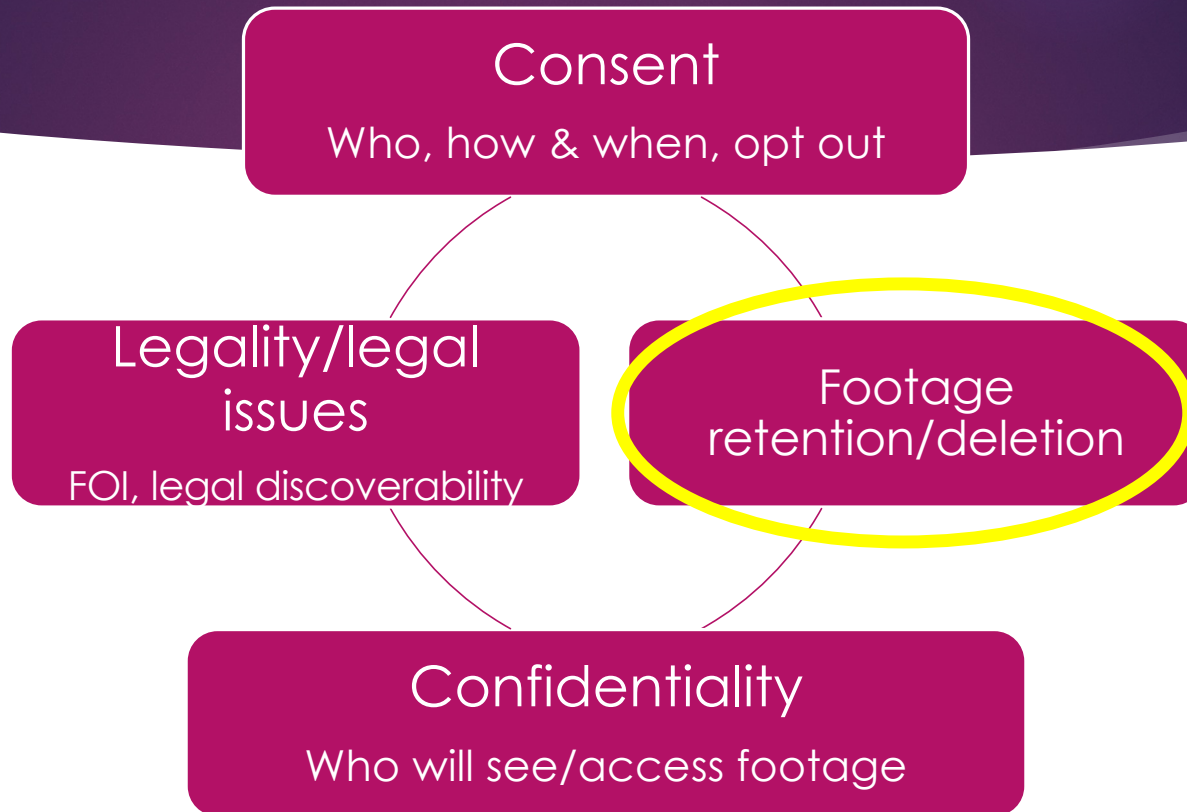 Consent
Who, how & when, opt out
Legality/legal
issues
FOI, legal discoverability
Footage
retention/deletion
Confidentiality
Who will see/access footage